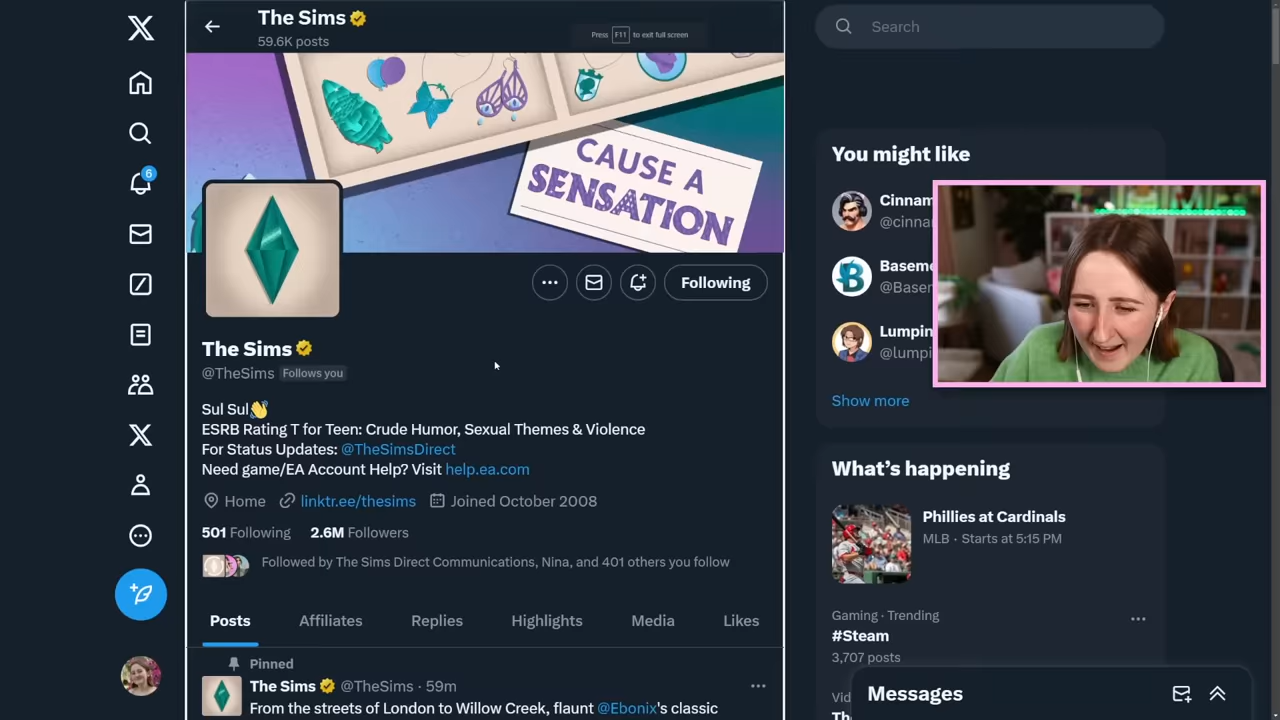 The Sims
59.6K posts
Press F11 to exit full screen
CAUSE A
SENSATION
Following
The Sims
@TheSims Follows you
Sul Sul👋
ESRB Rating T for Teen: Crude Humor, Sexual Themes & Violence
For Status Updates: @TheSimsDirect
Need game/EA Account Help? Visit help.ea.com
Home linktr.ee/thesims Joined October 2008
501 Following 2.6M Followers
Followed by The Sims Direct Communications, Nina, and 401 others you follow
Posts Affiliates Replies Highlights Media Likes
Pinned
The Sims @TheSims · 59m
From the streets of London to Willow Creek, flaunt @Ebonix's classic
6
Search
You might like
Cinnam
@cinna
Baseme
@Baser
Lumpin
@lumpi
Show more
What's happening
Phillies at Cardinals
MLB · Starts at 5:15 PM
Gaming · Trending
#Steam
3,707 posts
Vid
Th
Messages